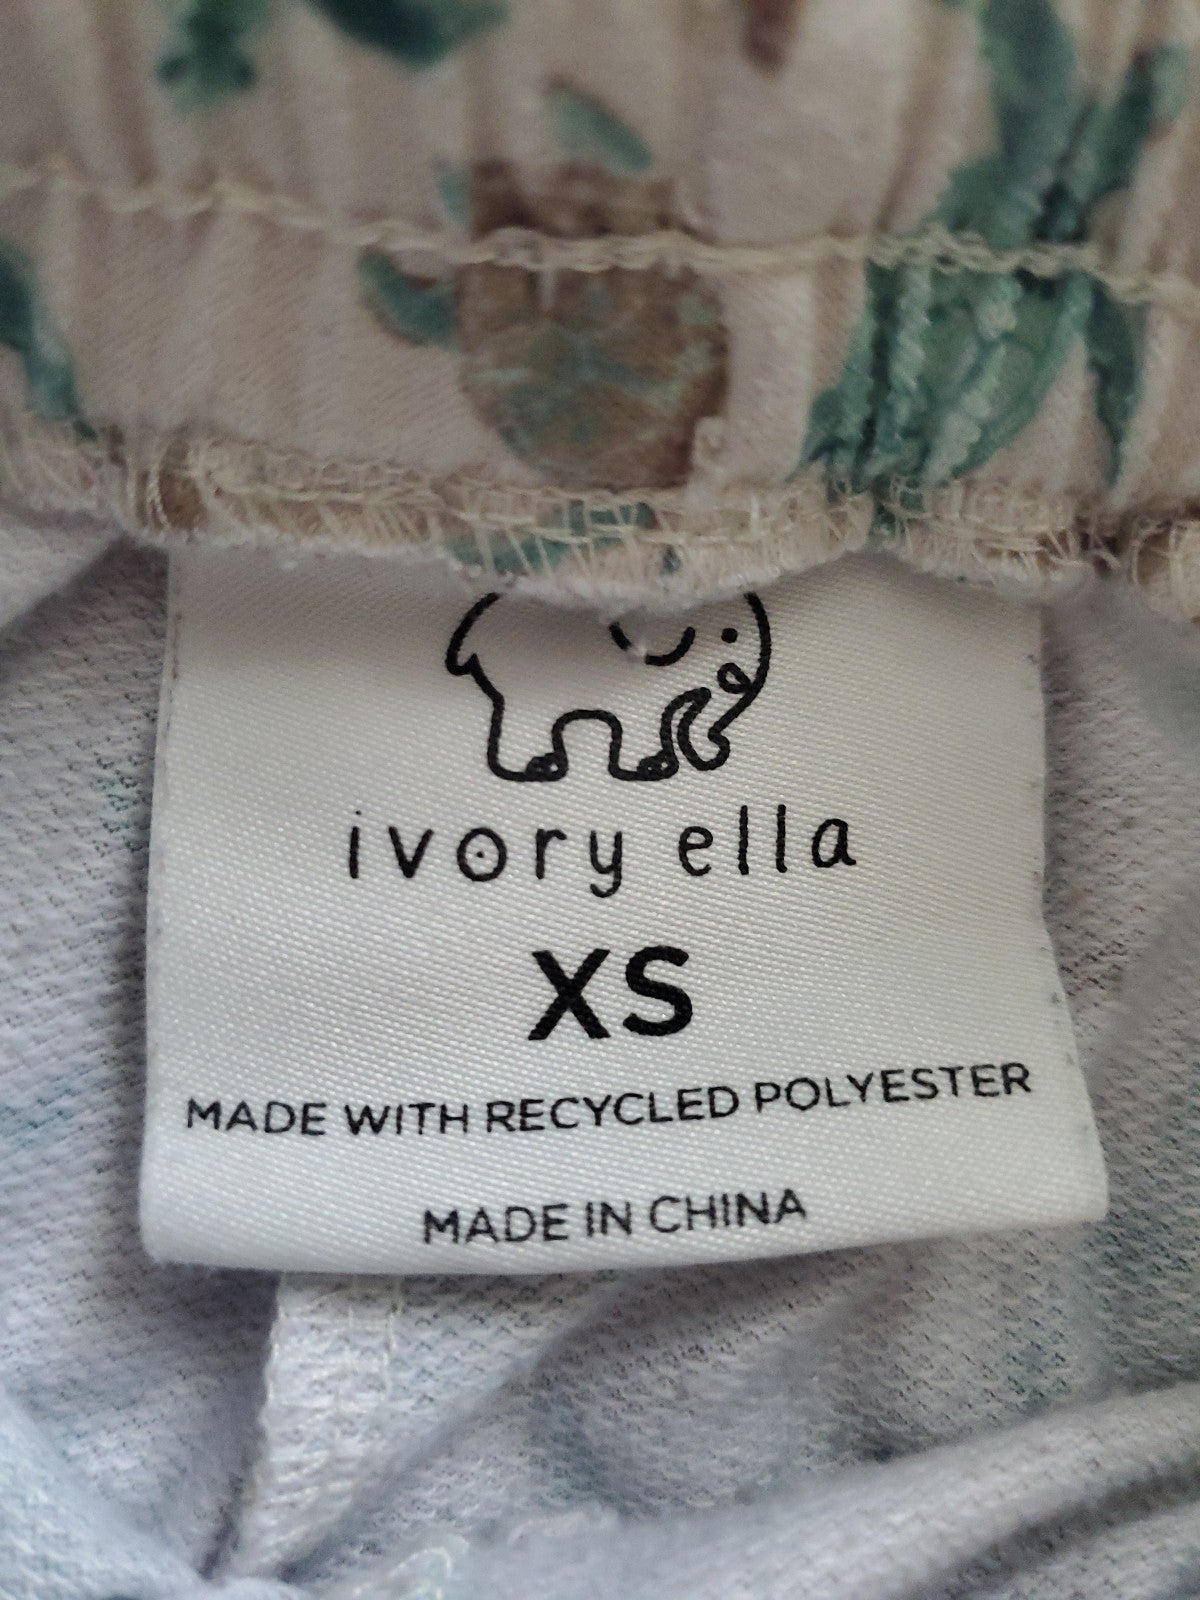 ivory ella
XS
MADE WITH RECYCLED POLYESTER
MADE IN CHINA